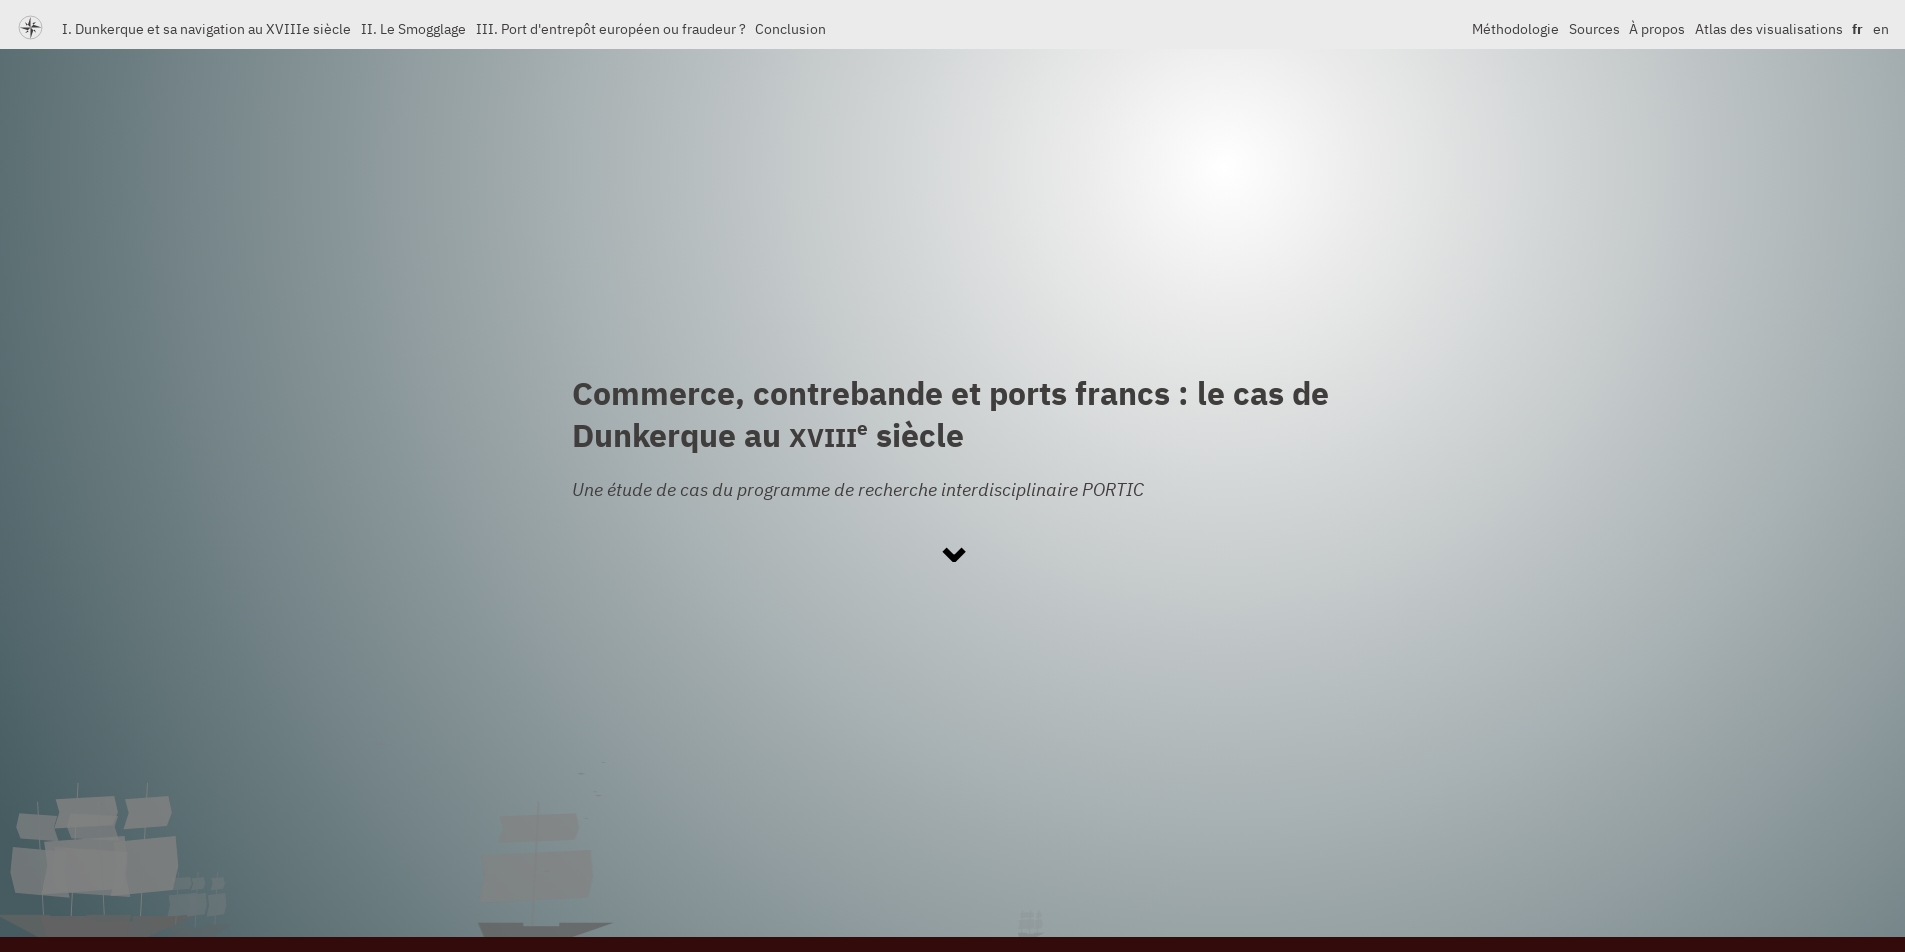 I. Dunkerque et sa navigation au XVIIIe siècle II. Le Smogglage III. Port d'entrepôt européen ou fraudeur ? Conclusion Méthodologie Sources À propos Atlas des visualisations fr en
Commerce, contrebande et ports francs : le cas de
Dunkerque au XVIIIe siècle
Une étude de cas du programme de recherche interdisciplinaire PORTIC